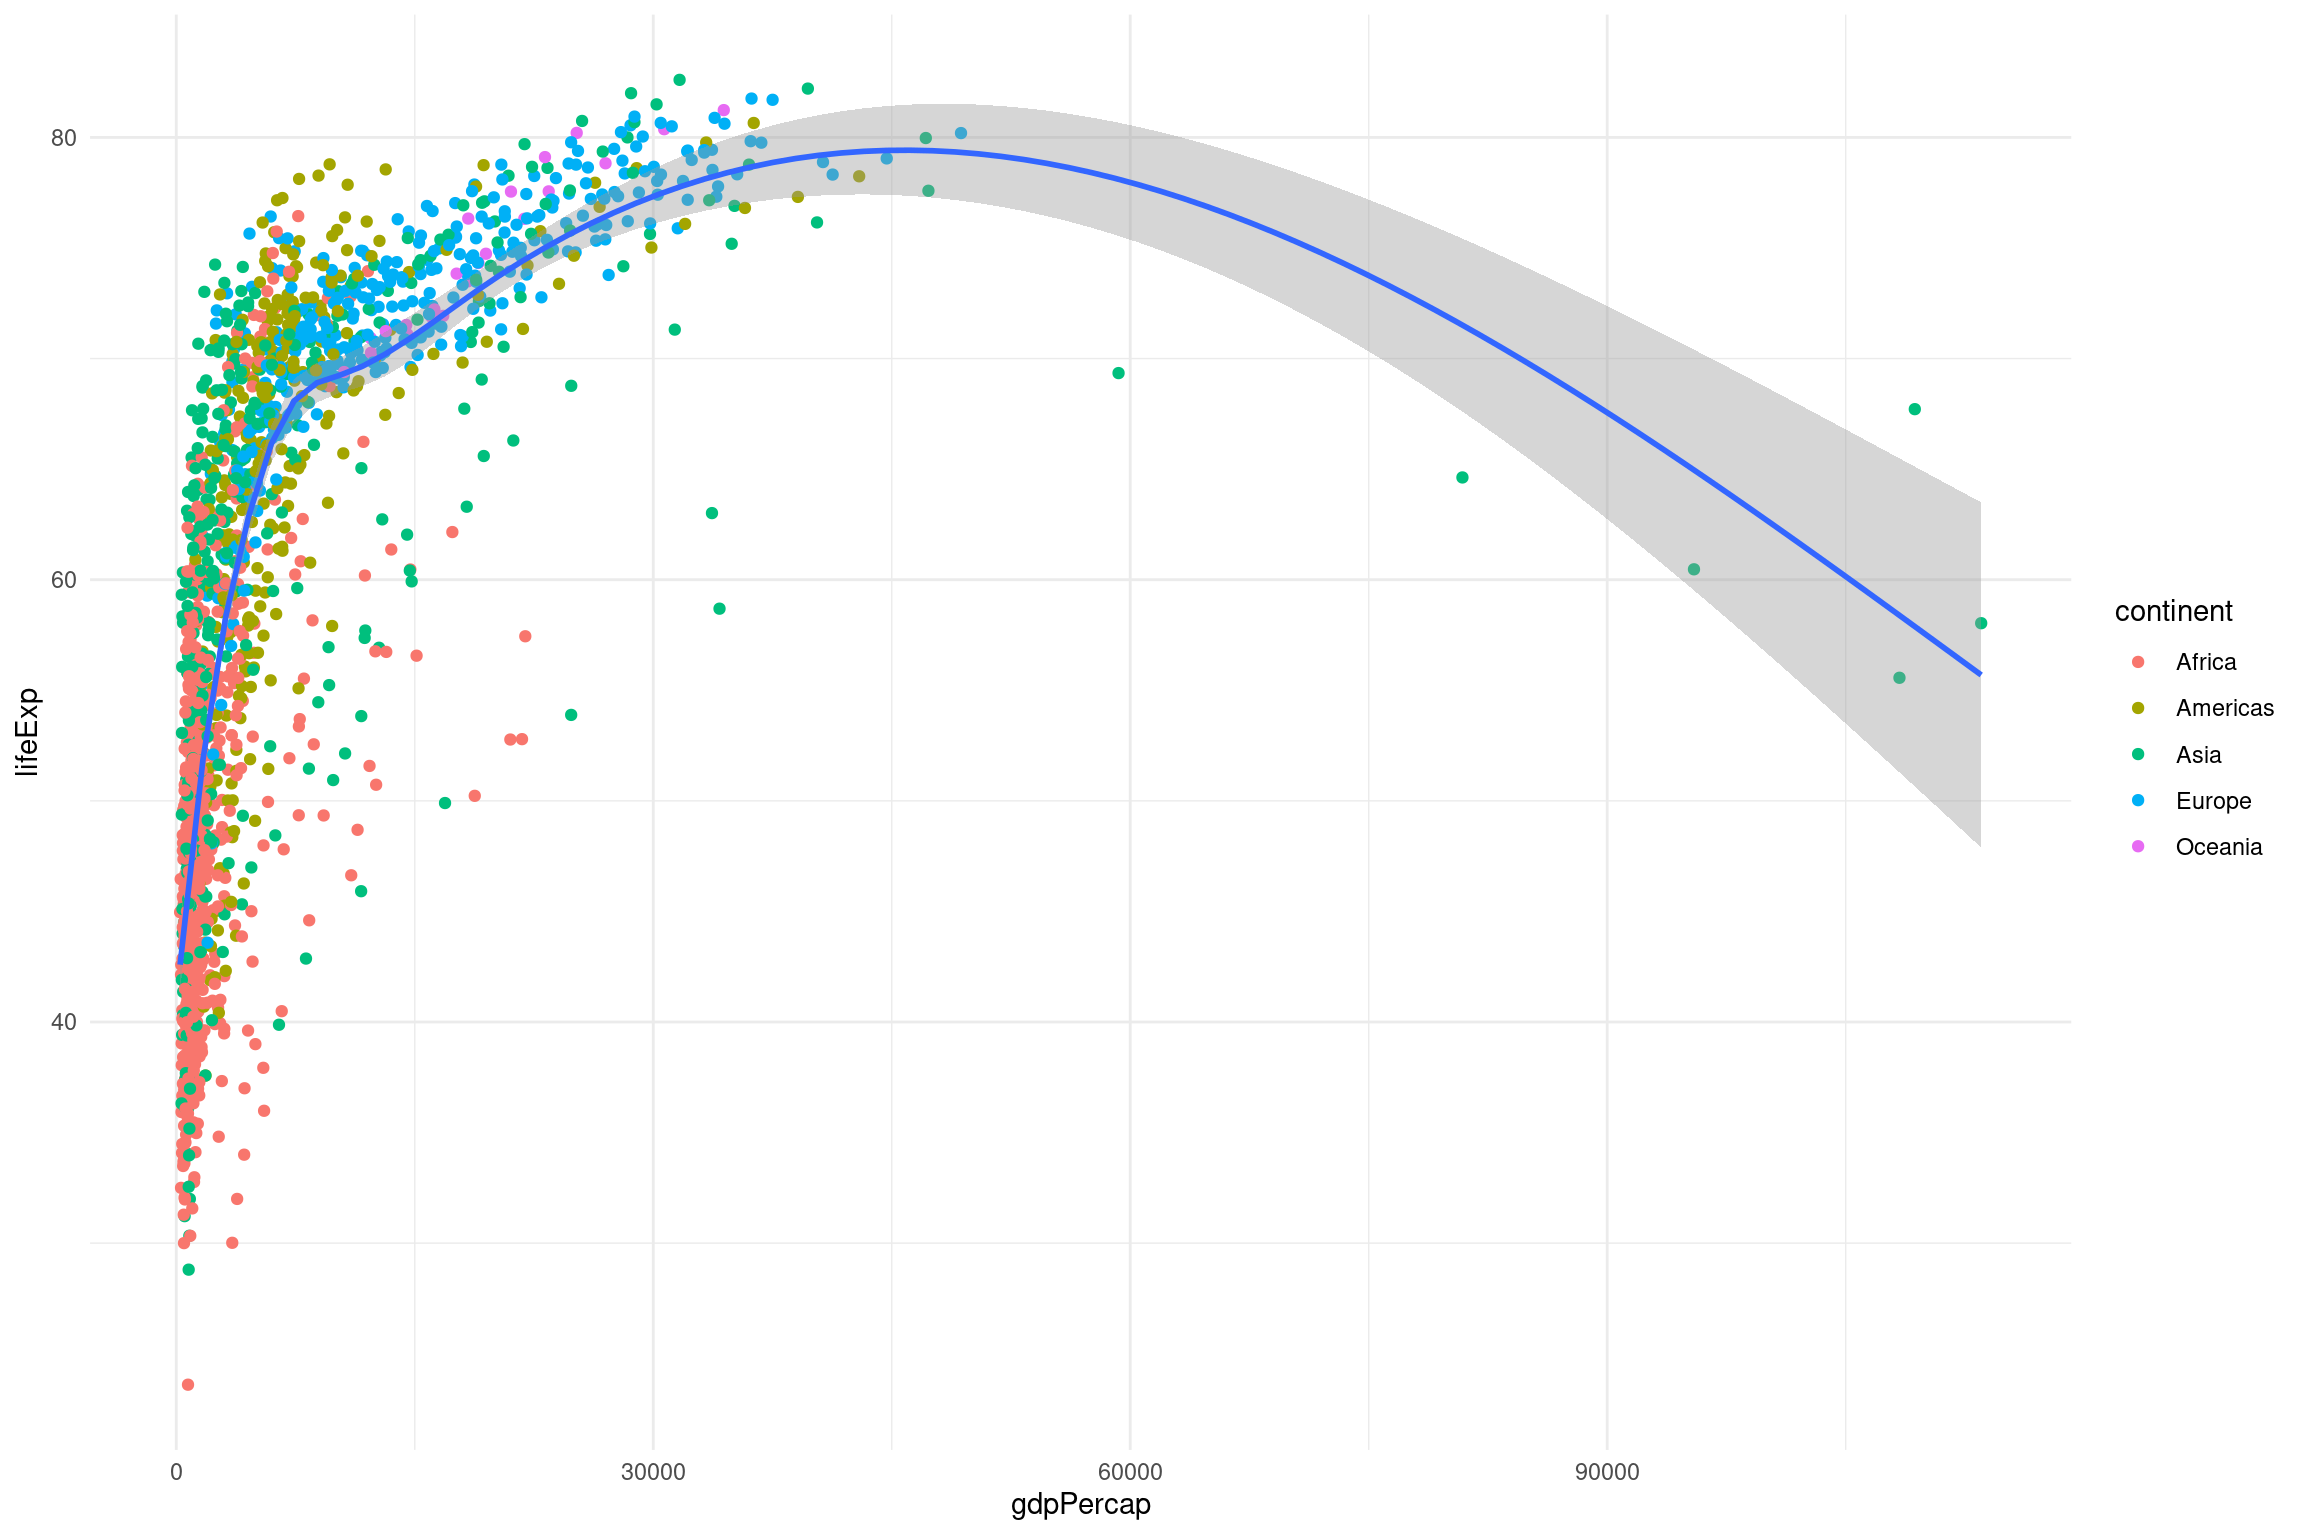 lifeExp
80
60
40
0 30000 60000 90000
gdpPercap
continent
Africa
Americas
Asia
Europe
Oceania